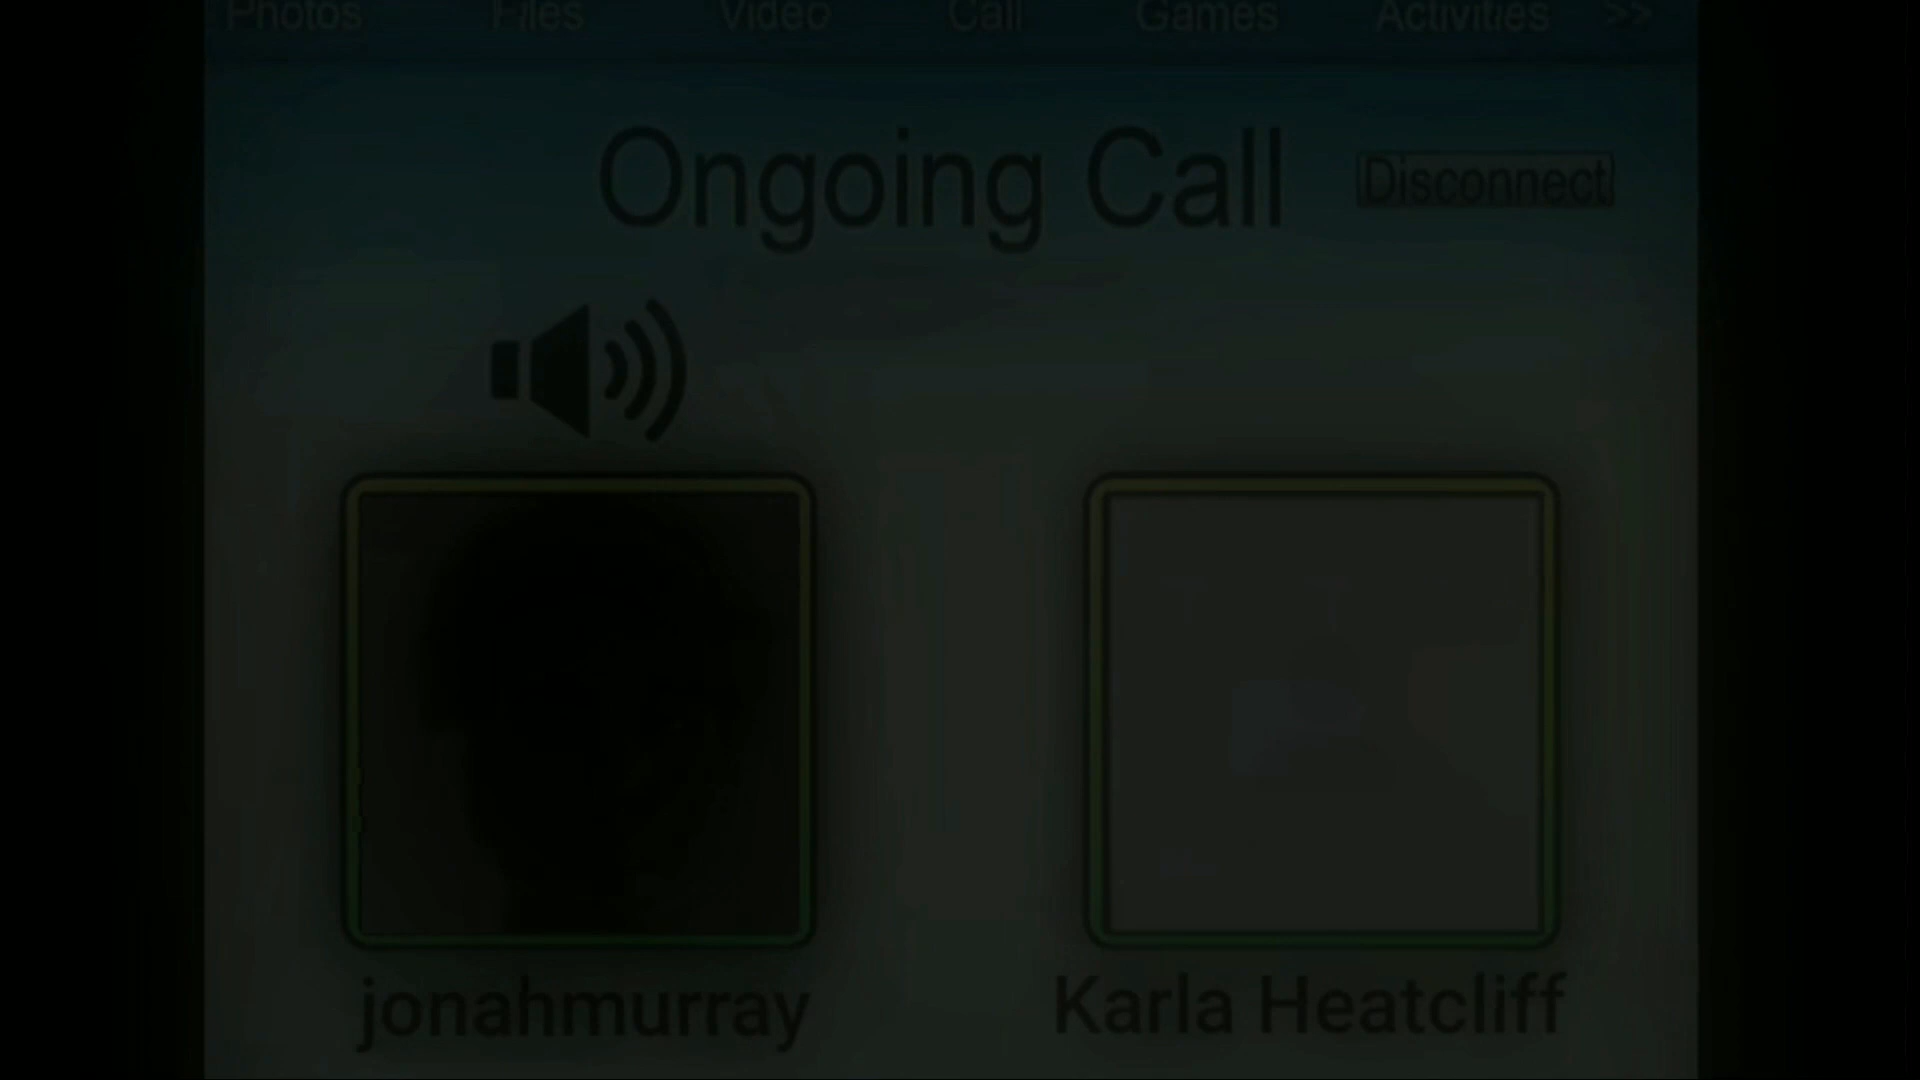 Photos Files Video Call Games Activities >>
Ongoing Call Disconnect
jonahmurray Karla Heatcliff